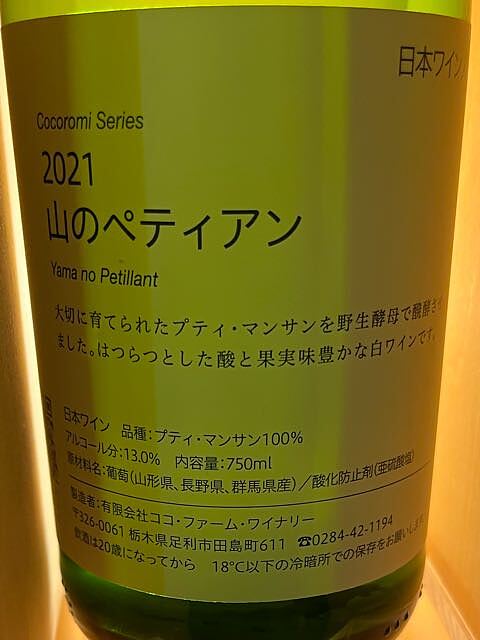 日本ワイン
Cocoromi Series
2021
山のペティアン
Yama no Petillant
大切に育てられたプティ・マンサンを野生酵母で醗酵さ
ました。はつらつとした酸と果実味豊かな白ワインです。
日本ワイン 品種：プティ・マンサン100%
アルコール分：13.0% 内容量：750ml
原材料名：葡萄（山形県、長野県、群馬県産）／酸化防止剤（亜硫酸塩）
製造者：有限会社ココ・ファーム・ワイナリー
〒326-0061 栃木県足利市田島町611 ☎0284-42-1194
飲酒は20歳になってから 18℃以下の冷暗所での保存をお願いします